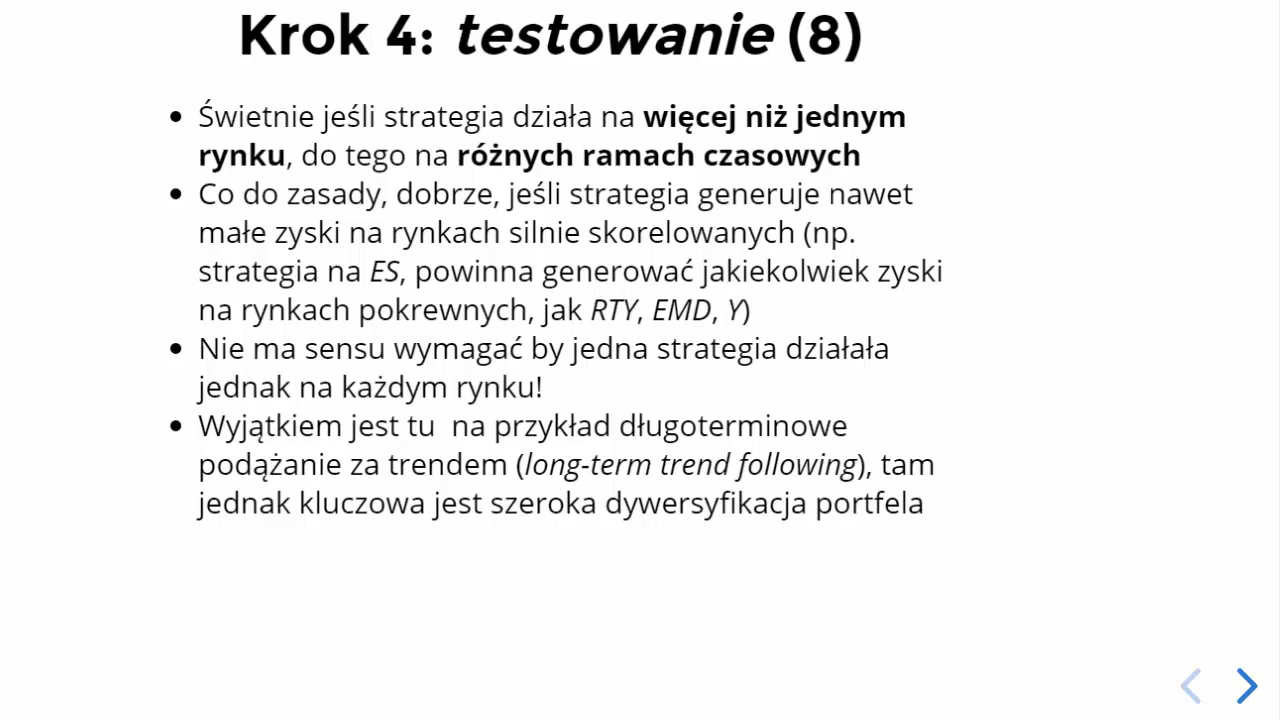 Krok 4: testowanie (8)
• Świetnie jeśli strategia działa na więcej niż jednym
rynku, do tego na różnych ramach czasowych
• Co do zasady, dobrze, jeśli strategia generuje nawet
małe zyski na rynkach silnie skorelowanych (np.
strategia na ES, powinna generować jakiekolwiek zyski
na rynkach pokrewnych, jak RTY, EMD, Y)
• Nie ma sensu wymagać by jedna strategia działała
jednak na każdym rynku!
• Wyjątkiem jest tu  na przykład długoterminowe
podążanie za trendem (long-term trend following), tam
jednak kluczowa jest szeroka dywersyfikacja portfela